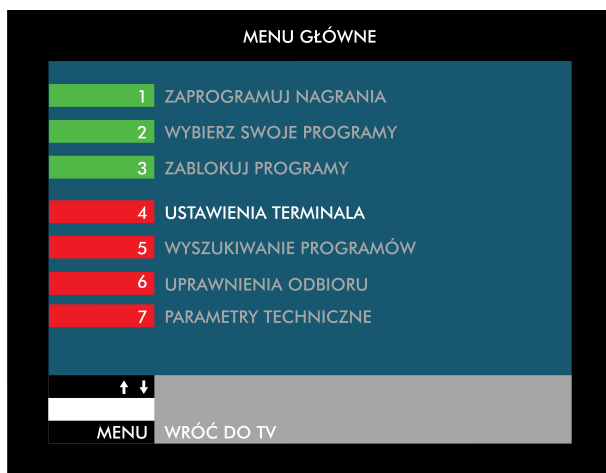 MENU GŁÓWNE
1 ZAPROGRAMUJ NAGRANIA
2 WYBIERZ SWOJE PROGRAMY
3 ZABLOKUJ PROGRAMY
4 USTAWIENIA TERMINALA
5 WYSZUKIWANIE PROGRAMÓW
6 UPRAWNIENIA ODBIORU
7 PARAMETRY TECHNICZNE
↑ ↓
MENU WRÓĆ DO TV